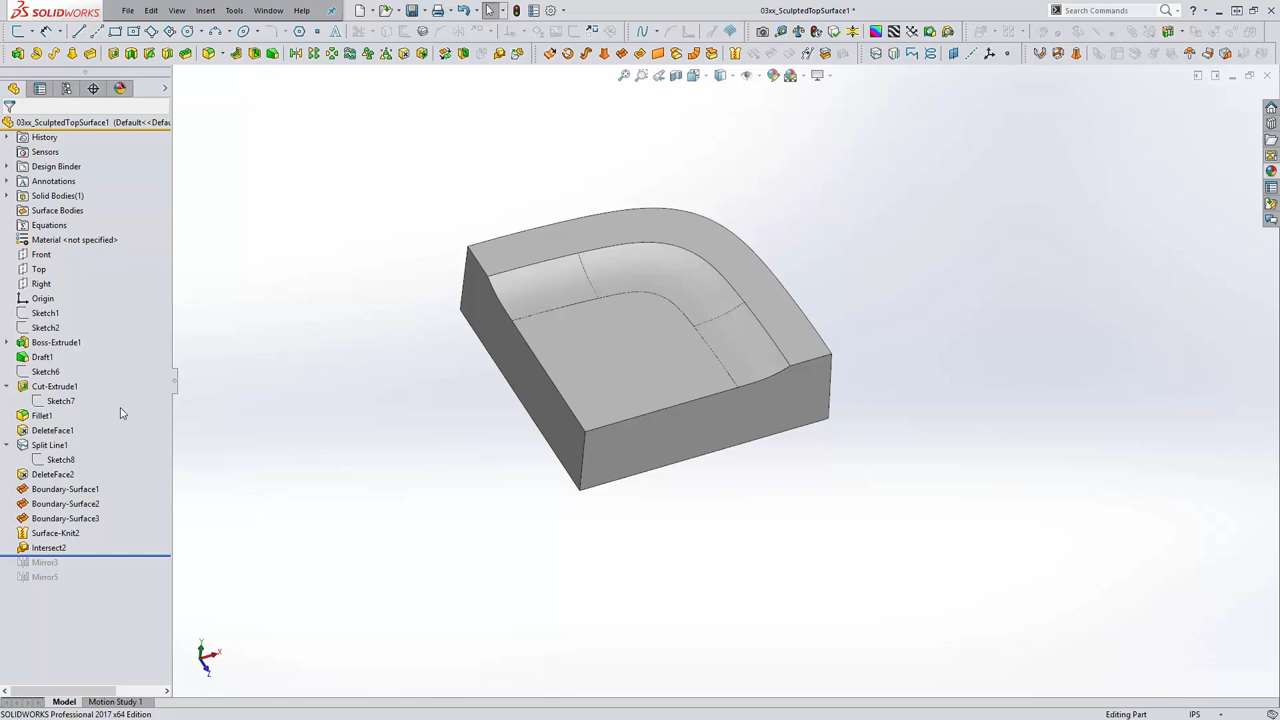 SOLIDWORKS File Edit View Insert Tools Window Help 03xx_SculptedTopSurface1 * Search Commands
03xx_SculptedTopSurface1 (Default<<Defau
History
Sensors
Design Binder
Annotations
Solid Bodies(1)
Surface Bodies
Equations
Material <not specified>
Front
Top
Right
Origin
Sketch1
Sketch2
Boss-Extrude1
Draft1
Sketch6
Cut-Extrude1
Sketch7
Fillet1
DeleteFace1
Split Line1
Sketch8
DeleteFace2
Boundary-Surface1
Boundary-Surface2
Boundary-Surface3
Surface-Knit2
Intersect2
Mirror3
Mirror5
Y
X
Z
Model Motion Study 1
SOLIDWORKS Professional 2017 x64 Edition Editing Part IPS